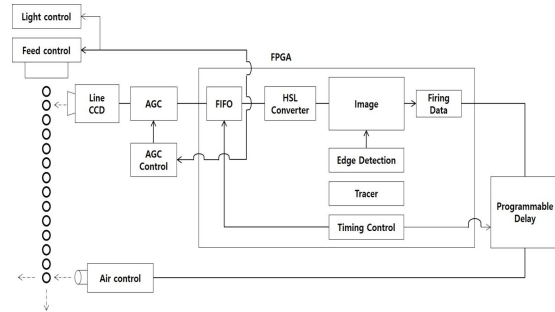 Light control
Feed control
FPGA
Line
CCD
AGC
FIFO
HSL
Converter
Image
Firing
Data
AGC
Control
Edge Detection
Tracer
Timing Control
Programmable
Delay
Air control